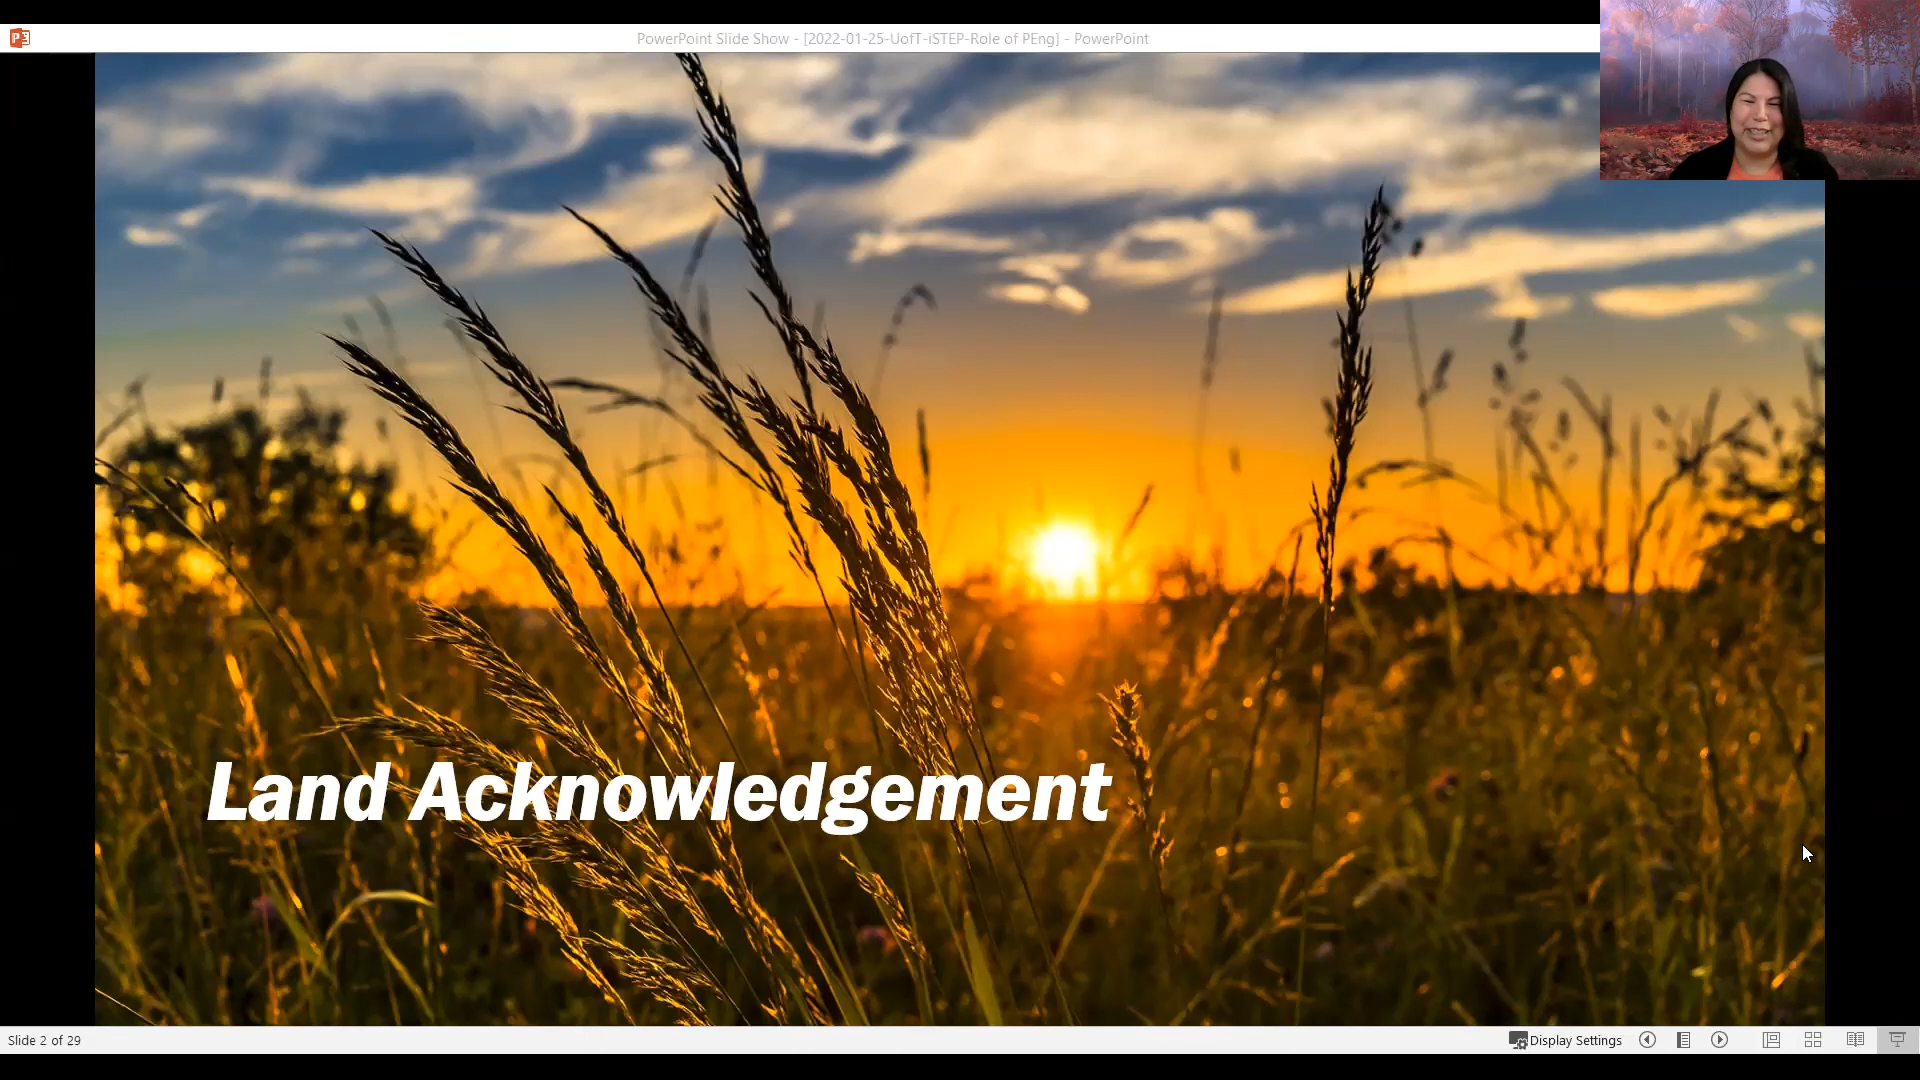 PowerPoint Slide Show - [2022-01-25-UofT-iSTEP-Role of PEng] - PowerPoint
Land Acknowledgement
Slide 2 of 29
Display Settings